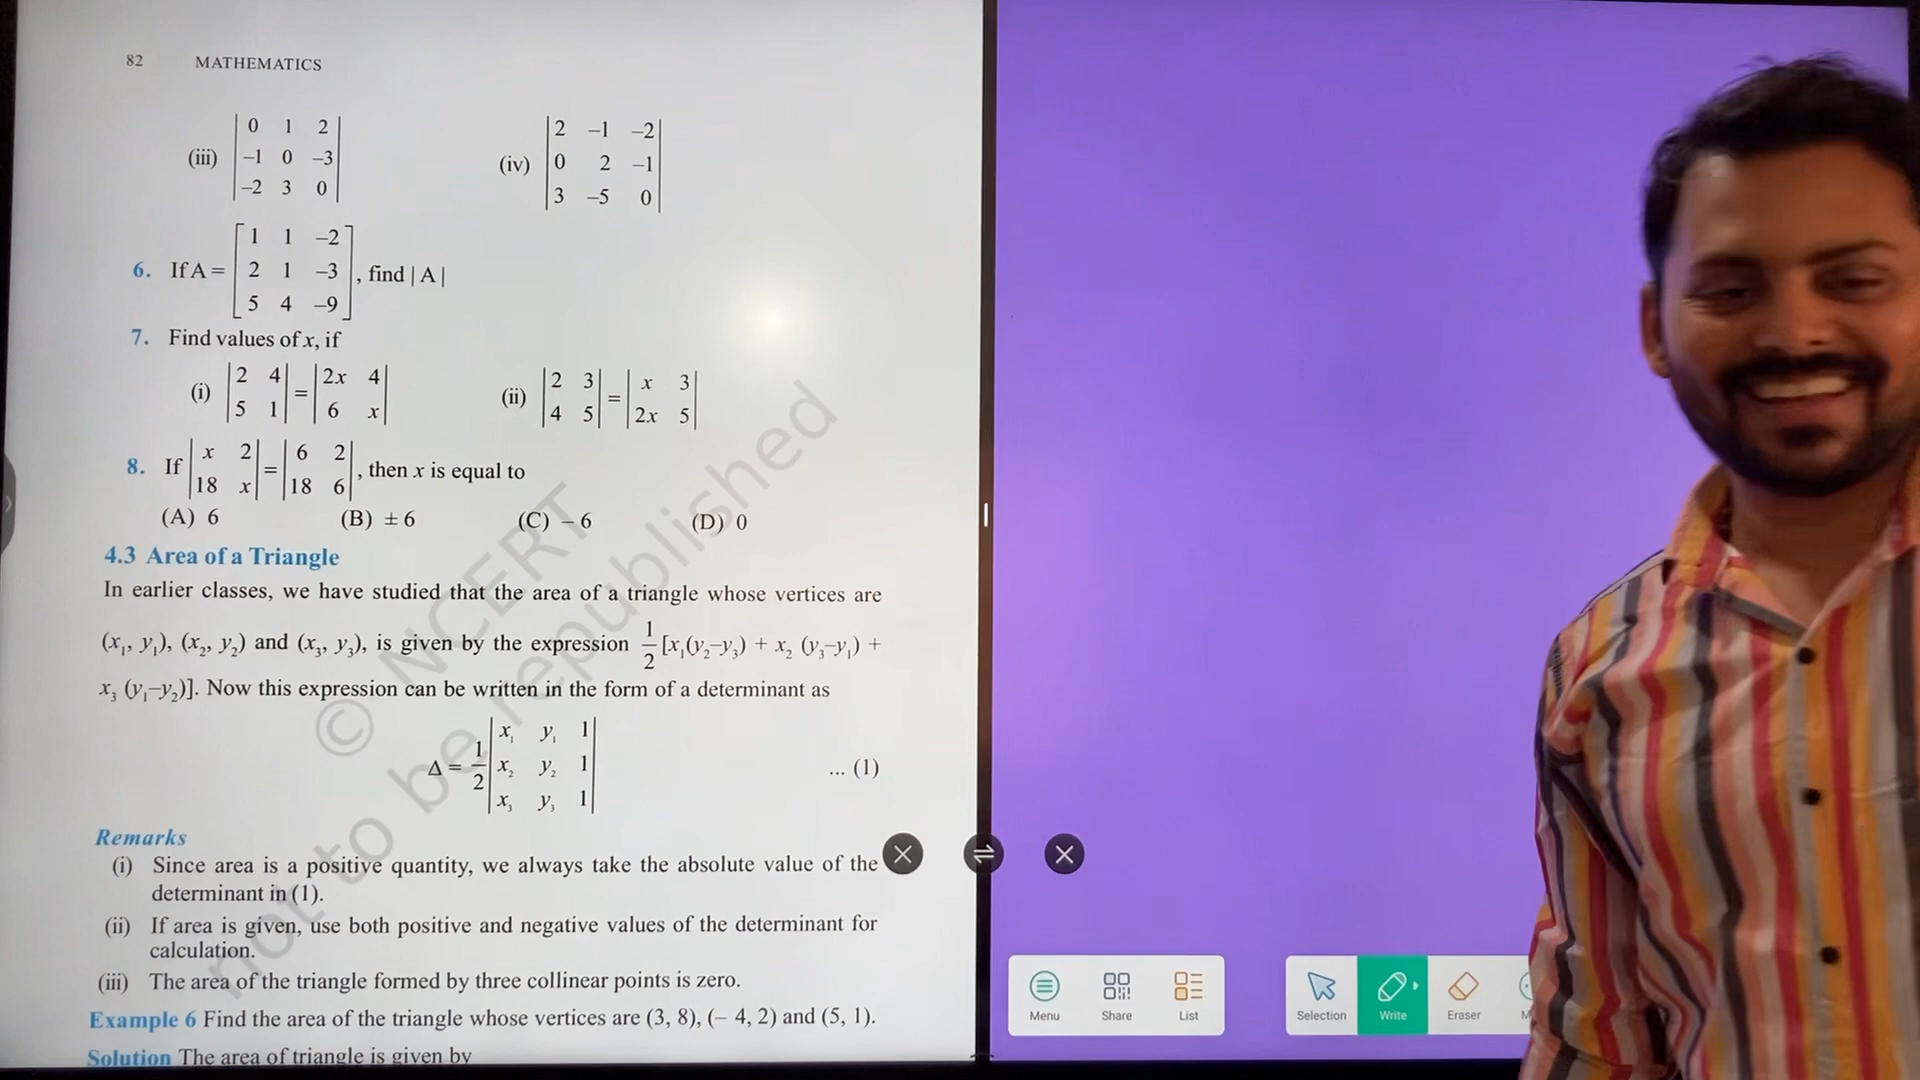 82 MATHEMATICS
(iii) | 0 1 2 | (iv) | 2 –1 –2 |
| –1 0 –3 | | 0 2 –1 |
| –2 3 0 | | 3 –5 0 |
6. If A = [ 1 1 –2 ] , find | A |
[ 2 1 –3 ]
[ 5 4 –9 ]
7. Find values of x, if
(i) | 2 4 | = | 2x 4 | (ii) | 2 3 | = | x 3 |
| 5 1 | | 6 x | | 4 5 | | 2x 5 |
8. If | x 2 | = | 6 2 | , then x is equal to
| 18 x | | 18 6 |
(A) 6 (B) ± 6 (C) – 6 (D) 0
4.3 Area of a Triangle
In earlier classes, we have studied that the area of a triangle whose vertices are
(x₁, y₁), (x₂, y₂) and (x₃, y₃), is given by the expression 1/2 [x₁(y₂–y₃) + x₂ (y₃–y₁) +
x₃ (y₁–y₂)]. Now this expression can be written in the form of a determinant as
Δ = 1/2 | x₁ y₁ 1 | ... (1)
| x₂ y₂ 1 |
| x₃ y₃ 1 |
Remarks
(i) Since area is a positive quantity, we always take the absolute value of the
determinant in (1).
(ii) If area is given, use both positive and negative values of the determinant for
calculation.
(iii) The area of the triangle formed by three collinear points is zero.
Example 6 Find the area of the triangle whose vertices are (3, 8), (– 4, 2) and (5, 1).
Solution The area of triangle is given by
© NCERT
not to be republished
Menu Share List Selection Write Eraser